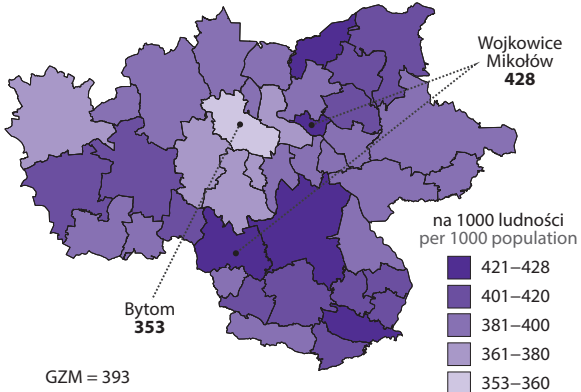 Wojkowice
Mikołów
428
na 1000 ludności
per 1000 population
421–428
401–420
381–400
361–380
353–360
Bytom
353
GZM = 393